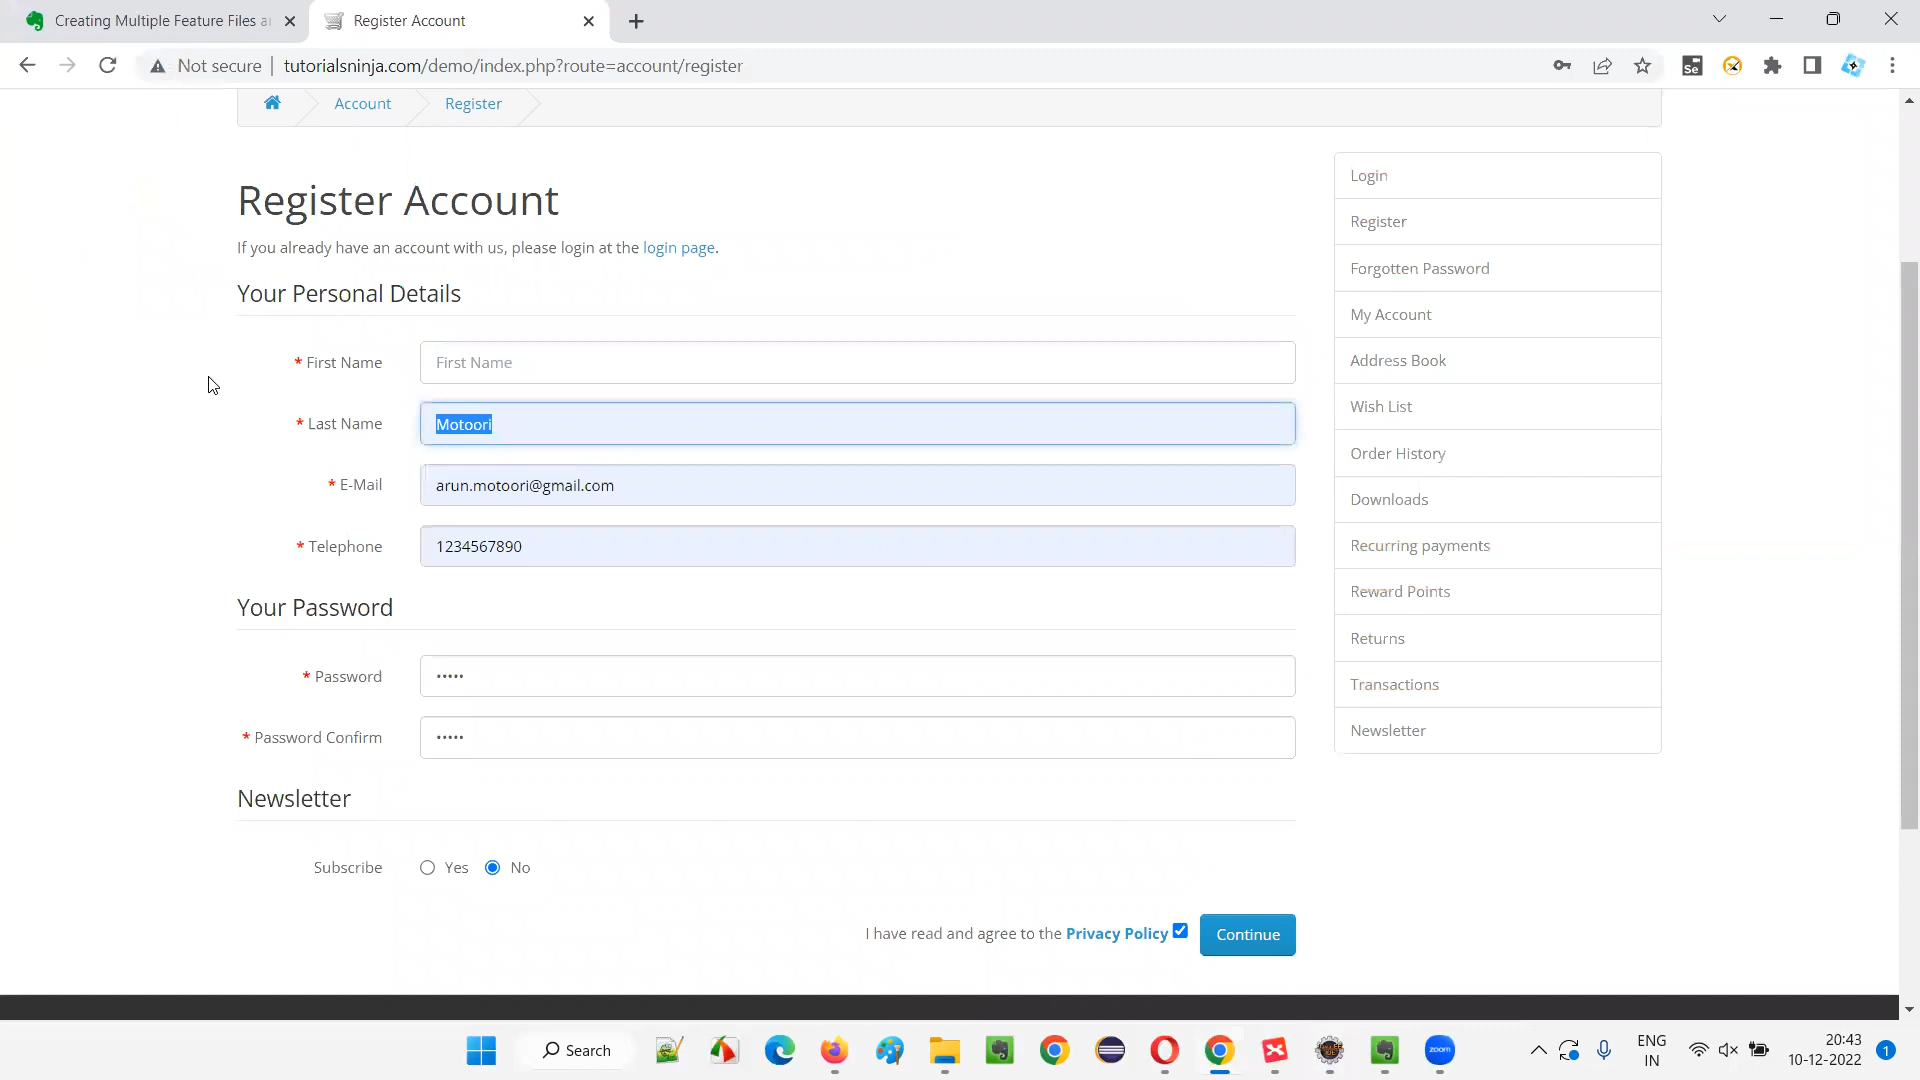 Creating Multiple Feature Files a
Register Account
Not secure
tutorialsninja.com/demo/index.php?route=account/register
Account
Register
Register Account
If you already have an account with us, please login at the login page.
Your Personal Details
* First Name
First Name
* Last Name
Motoori
* E-Mail
arun.motoori@gmail.com
* Telephone
1234567890
Your Password
* Password
•••••
* Password Confirm
•••••
Newsletter
Subscribe
Yes
No
I have read and agree to the Privacy Policy
Continue
Login
Register
Forgotten Password
My Account
Address Book
Wish List
Order History
Downloads
Recurring payments
Reward Points
Returns
Transactions
Newsletter
Search
zoom
ENG
IN
20:43
10-12-2022
1